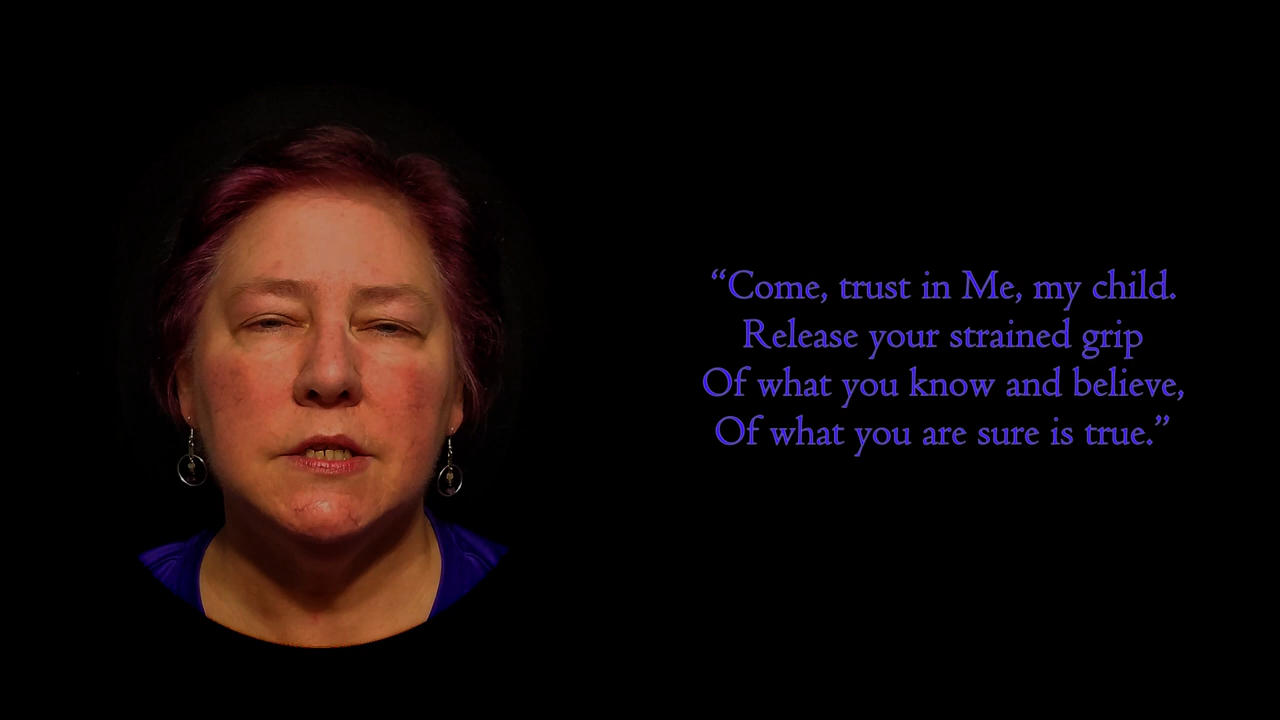 “Come, trust in Me, my child.
Release your strained grip
Of what you know and believe,
Of what you are sure is true.”